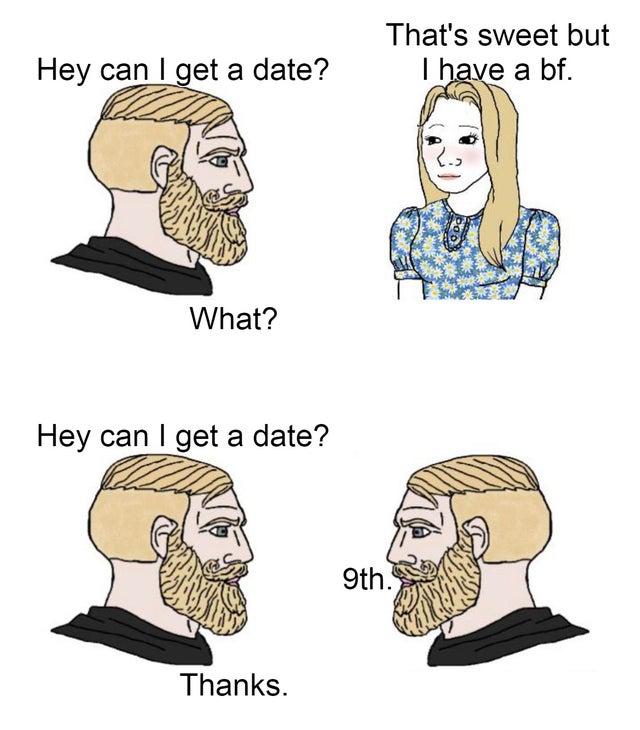 Hey can I get a date?
That's sweet but
I have a bf.
What?
Hey can I get a date?
9th.
Thanks.